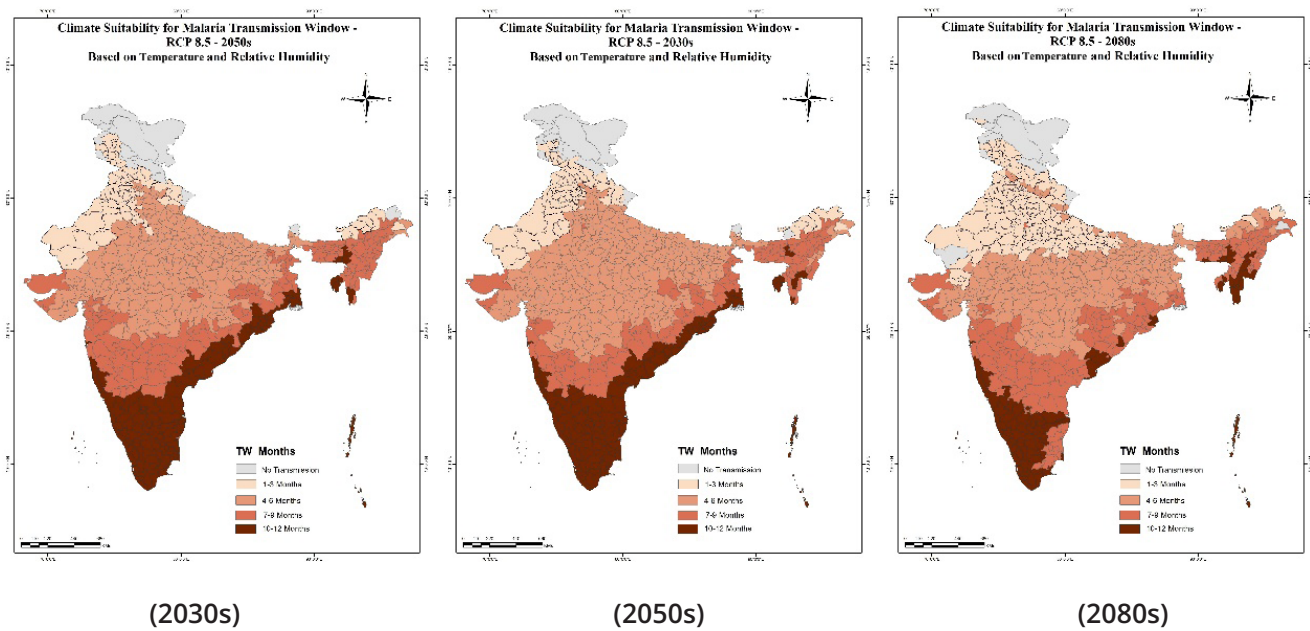 Climate Suitability for Malaria Transmission Window -
RCP 8.5 - 2050s
Based on Temperature and Relative Humidity
W E
TW Months
No Transmission
1-3 Months
4-6 Months
7-9 Months
10-12 Months
(2030s)
Climate Suitability for Malaria Transmission Window -
RCP 8.5 - 2030s
Based on Temperature and Relative Humidity
W E
TW Months
No Transmission
1-3 Months
4-6 Months
7-9 Months
10-12 Months
(2050s)
Climate Suitability for Malaria Transmission Window -
RCP 8.5 - 2080s
Based on Temperature and Relative Humidity
W E
TW Months
No Transmission
1-3 Months
4-6 Months
7-9 Months
10-12 Months
(2080s)